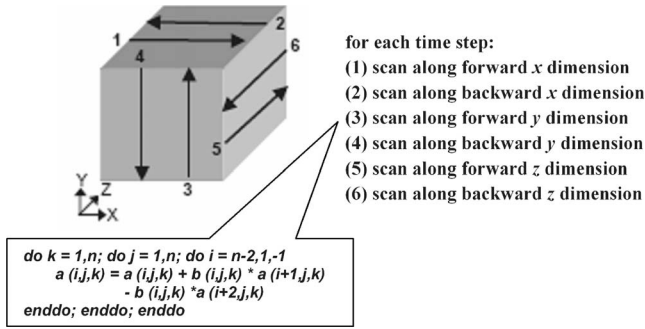 1
2
4
6
5
3
Y
Z
X
for each time step:
(1) scan along forward x dimension
(2) scan along backward x dimension
(3) scan along forward y dimension
(4) scan along backward y dimension
(5) scan along forward z dimension
(6) scan along backward z dimension
do k = 1,n; do j = 1,n; do i = n-2,1,-1
a (i,j,k) = a (i,j,k) + b (i,j,k) * a (i+1,j,k)
- b (i,j,k) *a (i+2,j,k)
enddo; enddo; enddo